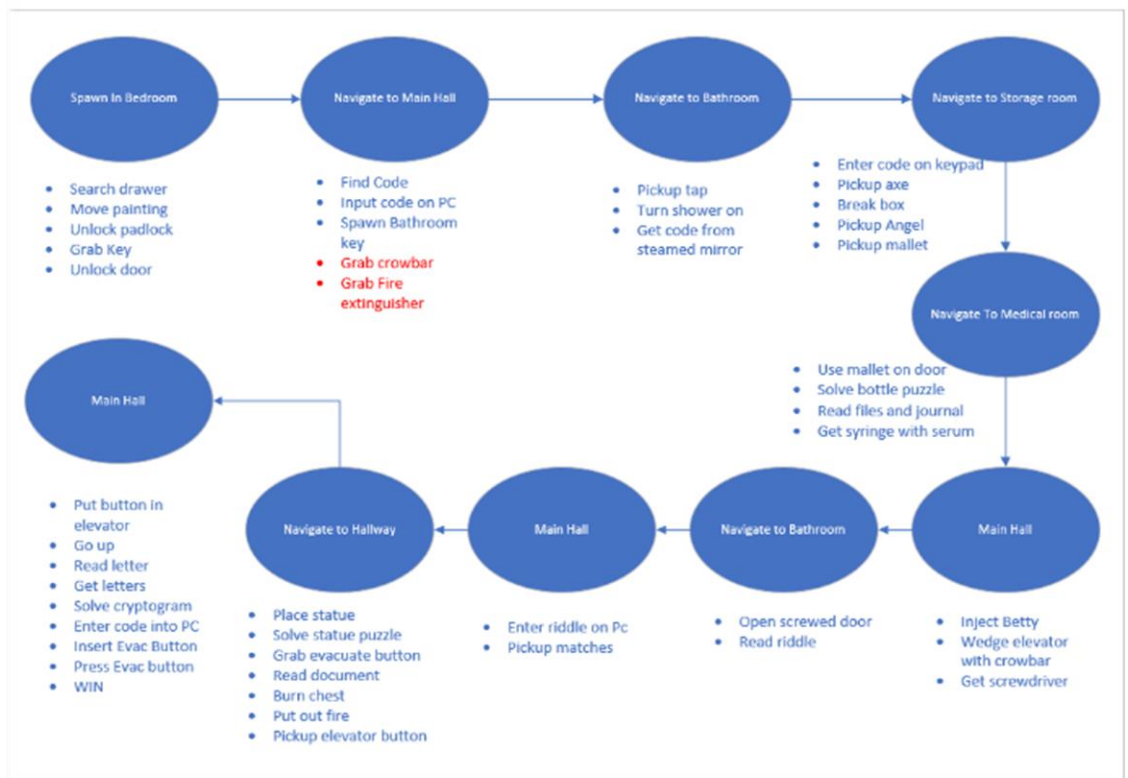 Spawn In Bedroom
Search drawer
Move painting
Unlock padlock
Grab Key
Unlock door
Navigate to Main Hall
Find Code
Input code on PC
Spawn Bathroom
key
Grab crowbar
Grab Fire
extinguisher
Navigate to Bathroom
Pickup tap
Turn shower on
Get code from
steamed mirror
Navigate to Storage room
Enter code on keypad
Pickup axe
Break box
Pickup Angel
Pickup mallet
Navigate To Medical room
Use mallet on door
Solve bottle puzzle
Read files and journal
Get syringe with serum
Main Hall
Inject Betty
Wedge elevator
with crowbar
Get screwdriver
Navigate to Bathroom
Open screwed door
Read riddle
Main Hall
Enter riddle on Pc
Pickup matches
Navigate to Hallway
Place statue
Solve statue puzzle
Grab evacuate button
Read document
Burn chest
Put out fire
Pickup elevator button
Main Hall
Put button in
elevator
Go up
Read letter
Get letters
Solve cryptogram
Enter code into PC
Insert Evac Button
Press Evac button
WIN